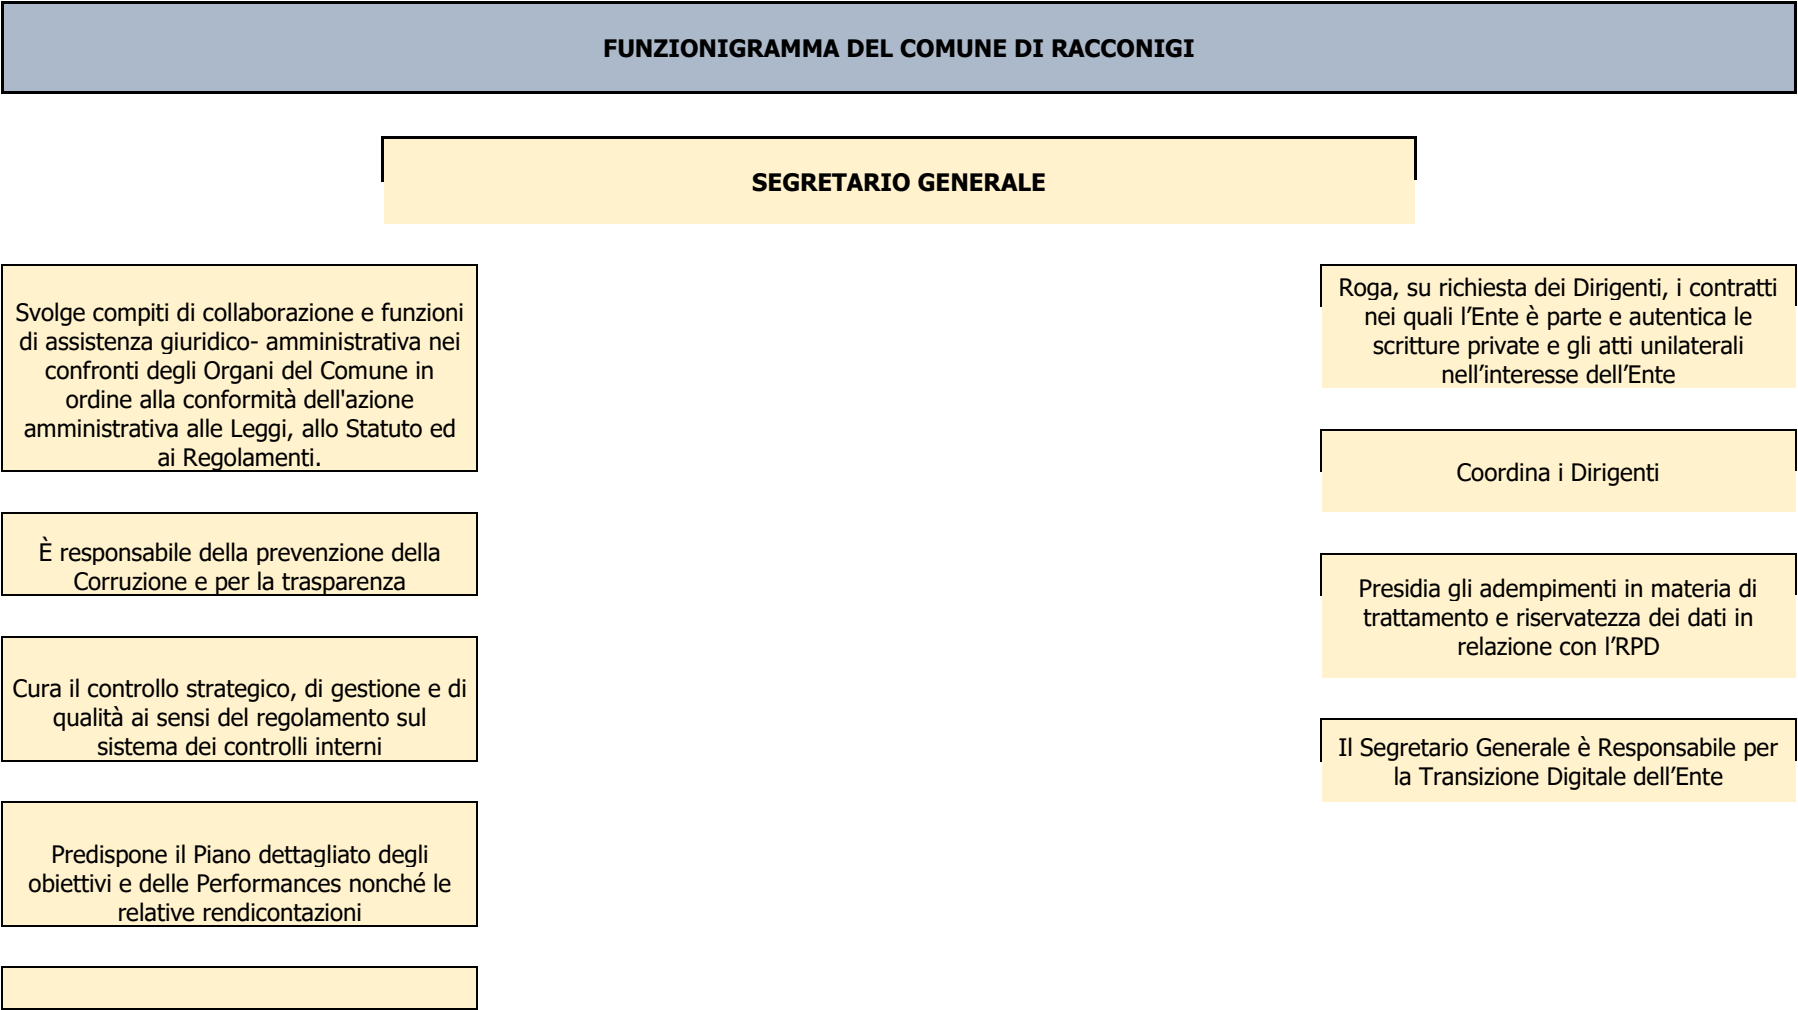 FUNZIONIGRAMMA DEL COMUNE DI RACCONIGI
SEGRETARIO GENERALE
Svolge compiti di collaborazione e funzioni
di assistenza giuridico- amministrativa nei
confronti degli Organi del Comune in
ordine alla conformità dell'azione
amministrativa alle Leggi, allo Statuto ed
ai Regolamenti.
È responsabile della prevenzione della
Corruzione e per la trasparenza
Cura il controllo strategico, di gestione e di
qualità ai sensi del regolamento sul
sistema dei controlli interni
Predispone il Piano dettagliato degli
obiettivi e delle Performances nonché le
relative rendicontazioni
Roga, su richiesta dei Dirigenti, i contratti
nei quali l’Ente è parte e autentica le
scritture private e gli atti unilaterali
nell’interesse dell’Ente
Coordina i Dirigenti
Presidia gli adempimenti in materia di
trattamento e riservatezza dei dati in
relazione con l’RPD
Il Segretario Generale è Responsabile per
la Transizione Digitale dell’Ente